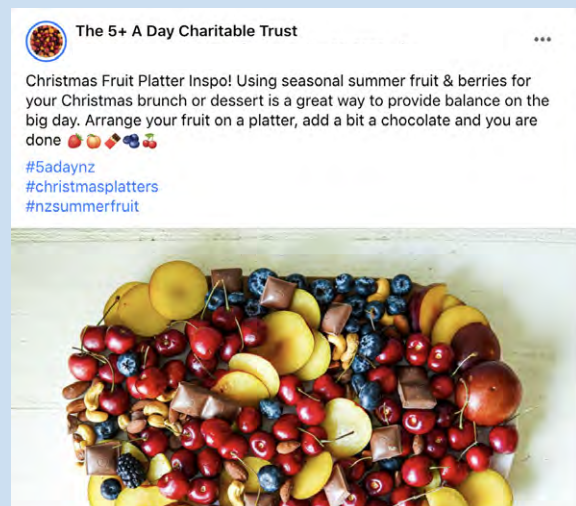 The 5+ A Day Charitable Trust
Christmas Fruit Platter Inspo! Using seasonal summer fruit & berries for
your Christmas brunch or dessert is a great way to provide balance on the
big day. Arrange your fruit on a platter, add a bit a chocolate and you are
done 🍓🍑🍫🫐🍒
#5adaynz
#christmasplatters
#nzsummerfruit